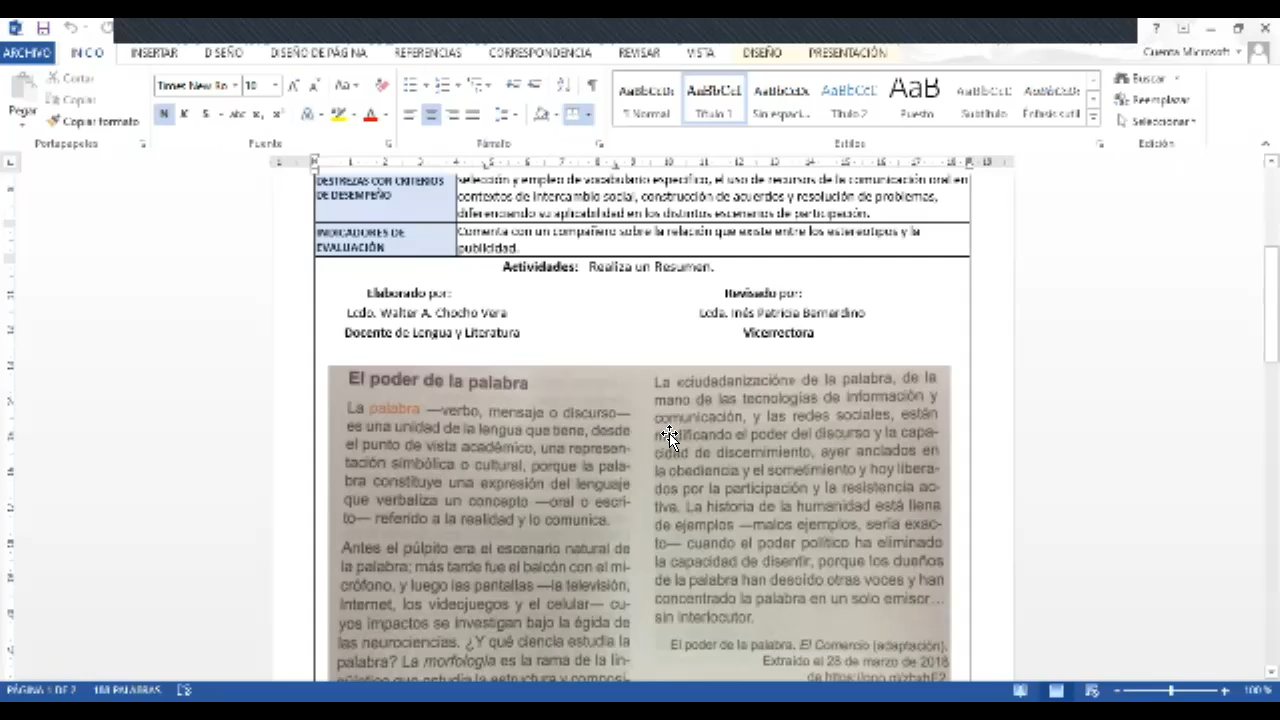 ARCHIVO INICIO INSERTAR DISEÑO DISEÑO DE PÁGINA REFERENCIAS CORRESPONDENCIA REVISAR VISTA DISEÑO PRESENTACIÓN Cuenta Microsoft
Pegar
Cortar
Copiar
Copiar formato
Portapapeles
Times New Ro 10
Fuente
Párrafo
AaBbCcDc AaBbCcI AaBbCcDc AaBbCcC AaB AaBbCcC AaBbCcDc
¶ Normal Título 1 Sin espaci... Título 2 Puesto Subtítulo Énfasis sutil
Estilos
Buscar
Reemplazar
Seleccionar
Edición
DESTREZAS CON CRITERIOS
DE DESEMPEÑO
selección y empleo de vocabulario específico, el uso de recursos de la comunicación oral en
contextos de intercambio social, construcción de acuerdos y resolución de problemas,
diferenciando su aplicabilidad en los distintos escenarios de participación.
INDICADORES DE
EVALUACIÓN
Comenta con un compañero sobre la relación que existe entre los estereotipos y la
publicidad.
Actividades: Realiza un Resumen.
Elaborado por:
Lcdo. Walter A. Chocho Vera
Docente de Lengua y Literatura
Revisado por:
Lcda. Inés Patricia Bernardino
Vicerrectora
El poder de la palabra
La palabra —verbo, mensaje o discurso—
es una unidad de la lengua que tiene, desde
el punto de vista académico, una represen-
tación simbólica o cultural, porque la pala-
bra constituye una expresión del lenguaje
que verbaliza un concepto —oral o escri-
to— referido a la realidad y lo comunica.
Antes el púlpito era el escenario natural de
la palabra; más tarde fue el balcón con el mi-
crófono, y luego las pantallas —la televisión,
Internet, los videojuegos y el celular— cu-
yos impactos se investigan bajo la égida de
las neurociencias. ¿Y qué ciencia estudia la
palabra? La morfología es la rama de la lin-
güística que estudia la estructura y composi-
La «ciudadanización» de la palabra, de la
mano de las tecnologías de información y
comunicación, y las redes sociales, están
modificando el poder del discurso y la capa-
cidad de discernimiento, ayer anclados en
la obediencia y el sometimiento y hoy libera-
dos por la participación y la resistencia ac-
tiva. La historia de la humanidad está llena
de ejemplos —malos ejemplos, sería exac-
to— cuando el poder político ha eliminado
la capacidad de disentir, porque los dueños
de la palabra han desoído otras voces y han
concentrado la palabra en un solo emisor...
sin interlocutor.
El poder de la palabra. El Comercio (adaptación).
Extraído el 28 de marzo de 2018
PÁGINA 1 DE 2 188 PALABRAS 100 %